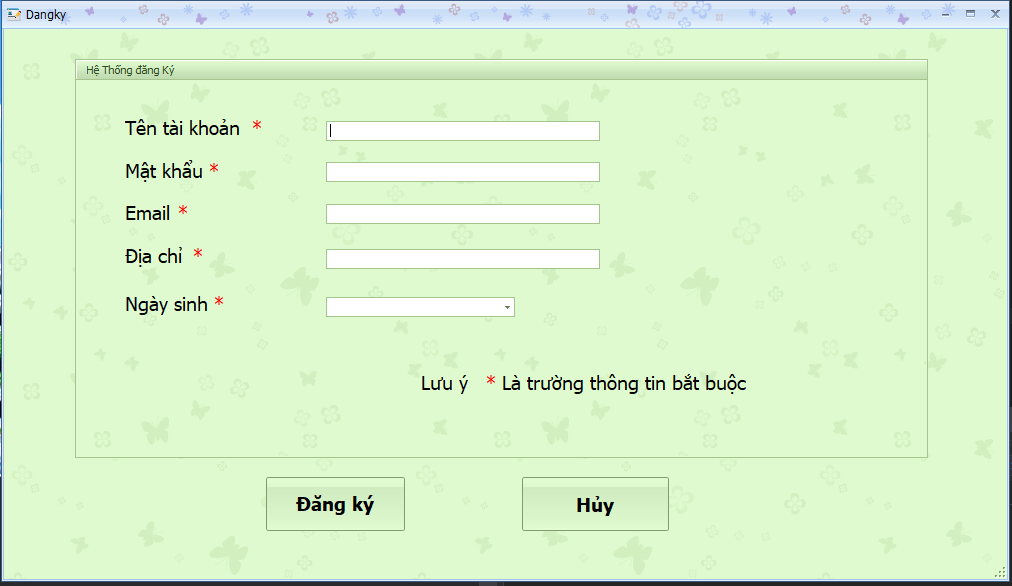 Dangky
Hệ Thống đăng Ký
Tên tài khoản *
Mật khẩu *
Email *
Địa chỉ *
Ngày sinh *
Lưu ý * Là trường thông tin bắt buộc
Đăng ký
Hủy